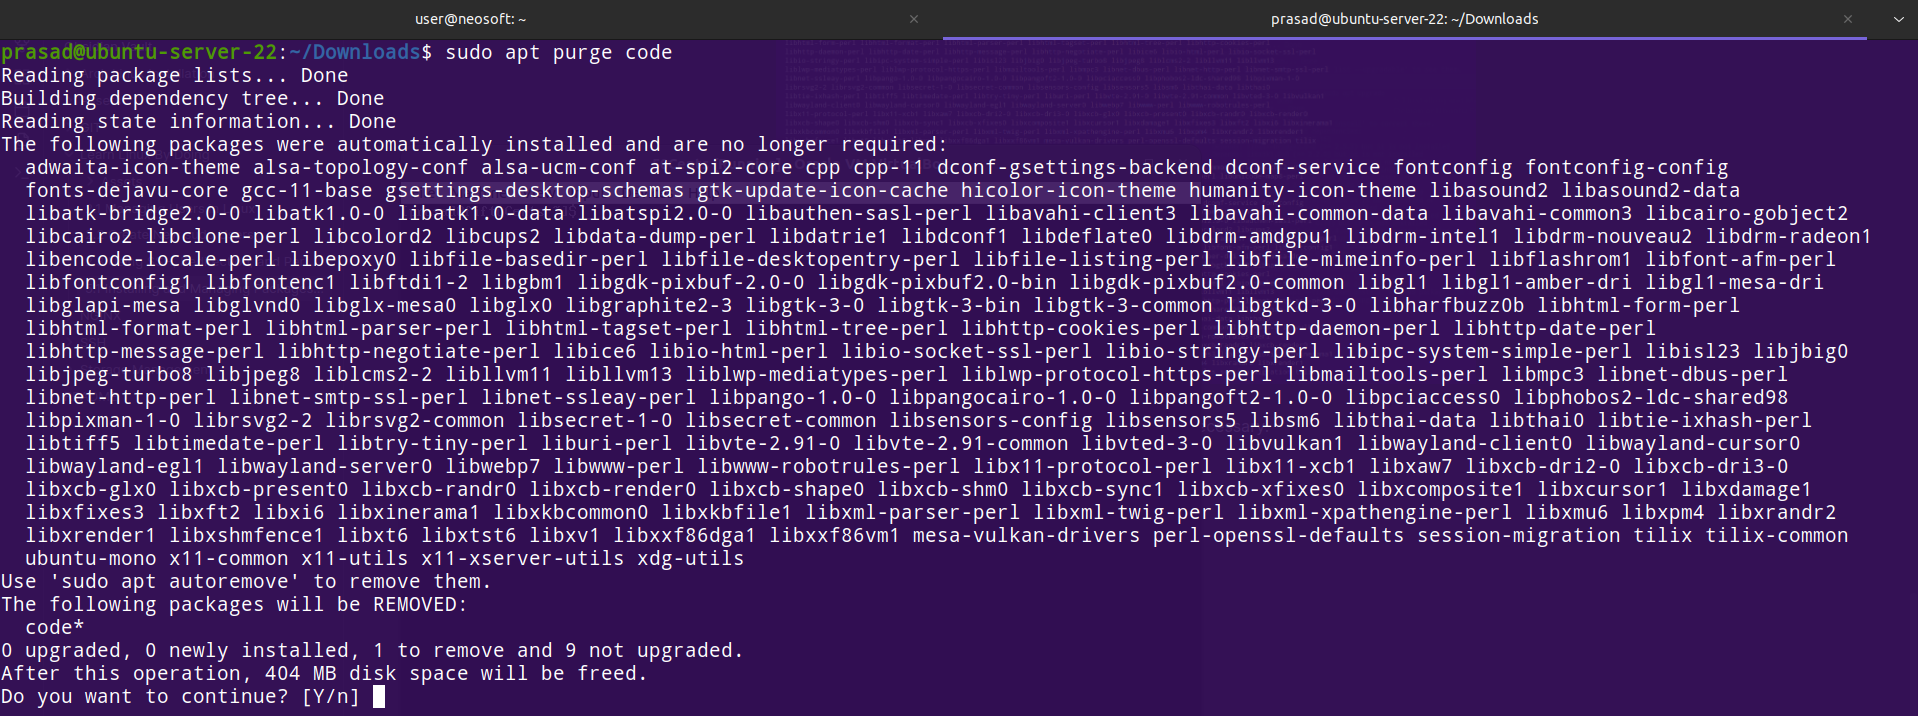 user@neosoft: ~
prasad@ubuntu-server-22: ~/Downloads
prasad@ubuntu-server-22:~/Downloads$ sudo apt purge code
Reading package lists... Done
Building dependency tree... Done
Reading state information... Done
The following packages were automatically installed and are no longer required:
adwaita-icon-theme alsa-topology-conf alsa-ucm-conf at-spi2-core cpp cpp-11 dconf-gsettings-backend dconf-service fontconfig fontconfig-config
fonts-dejavu-core gcc-11-base gsettings-desktop-schemas gtk-update-icon-cache hicolor-icon-theme humanity-icon-theme libasound2 libasound2-data
libatk-bridge2.0-0 libatk1.0-0 libatk1.0-data libatspi2.0-0 libauthen-sasl-perl libavahi-client3 libavahi-common-data libavahi-common3 libcairo-gobject2
libcairo2 libclone-perl libcolord2 libcups2 libdata-dump-perl libdatrie1 libdconf1 libdeflate0 libdrm-amdgpu1 libdrm-intel1 libdrm-nouveau2 libdrm-radeon1
libencode-locale-perl libepoxy0 libfile-basedir-perl libfile-desktopentry-perl libfile-listing-perl libfile-mimeinfo-perl libflashrom1 libfont-afm-perl
libfontconfig1 libfontenc1 libftdi1-2 libgbm1 libgdk-pixbuf-2.0-0 libgdk-pixbuf2.0-bin libgdk-pixbuf2.0-common libgl1 libgl1-amber-dri libgl1-mesa-dri
libglapi-mesa libglvnd0 libglx-mesa0 libglx0 libgraphite2-3 libgtk-3-0 libgtk-3-bin libgtk-3-common libgtkd-3-0 libharfbuzz0b libhtml-form-perl
libhtml-format-perl libhtml-parser-perl libhtml-tagset-perl libhtml-tree-perl libhttp-cookies-perl libhttp-daemon-perl libhttp-date-perl
libhttp-message-perl libhttp-negotiate-perl libice6 libio-html-perl libio-socket-ssl-perl libio-stringy-perl libipc-system-simple-perl libisl23 libjbig0
libjpeg-turbo8 libjpeg8 liblcms2-2 libllvm11 libllvm13 liblwp-mediatypes-perl liblwp-protocol-https-perl libmailtools-perl libmpc3 libnet-dbus-perl
libnet-http-perl libnet-smtp-ssl-perl libnet-ssleay-perl libpango-1.0-0 libpangocairo-1.0-0 libpangoft2-1.0-0 libpciaccess0 libphobos2-ldc-shared98
libpixman-1-0 librsvg2-2 librsvg2-common libsecret-1-0 libsecret-common libsensors-config libsensors5 libsm6 libthai-data libthai0 libtie-ixhash-perl
libtiff5 libtimedate-perl libtry-tiny-perl liburi-perl libvte-2.91-0 libvte-2.91-common libvted-3-0 libvulkan1 libwayland-client0 libwayland-cursor0
libwayland-egl1 libwayland-server0 libwebp7 libwww-perl libwww-robotrules-perl libx11-protocol-perl libx11-xcb1 libxaw7 libxcb-dri2-0 libxcb-dri3-0
libxcb-glx0 libxcb-present0 libxcb-randr0 libxcb-render0 libxcb-shape0 libxcb-shm0 libxcb-sync1 libxcb-xfixes0 libxcomposite1 libxcursor1 libxdamage1
libxfixes3 libxft2 libxi6 libxinerama1 libxkbcommon0 libxkbfile1 libxml-parser-perl libxml-twig-perl libxml-xpathengine-perl libxmu6 libxpm4 libxrandr2
libxrender1 libxshmfence1 libxt6 libxtst6 libxv1 libxxf86dga1 libxxf86vm1 mesa-vulkan-drivers perl-openssl-defaults session-migration tilix tilix-common
ubuntu-mono x11-common x11-utils x11-xserver-utils xdg-utils
Use 'sudo apt autoremove' to remove them.
The following packages will be REMOVED:
code*
0 upgraded, 0 newly installed, 1 to remove and 9 not upgraded.
After this operation, 404 MB disk space will be freed.
Do you want to continue? [Y/n]